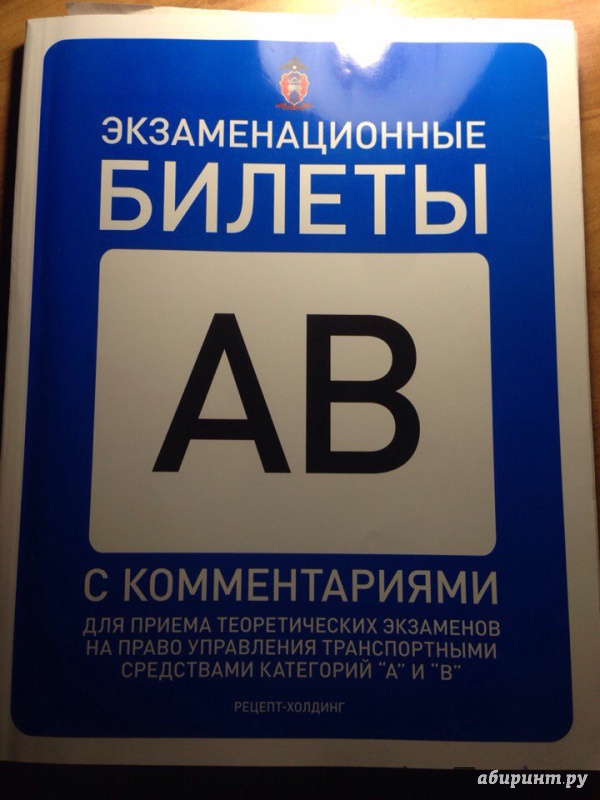 ЭКЗАМЕНАЦИОННЫЕ
БИЛЕТЫ
АВ
С КОММЕНТАРИЯМИ
ДЛЯ ПРИЕМА ТЕОРЕТИЧЕСКИХ ЭКЗАМЕНОВ
НА ПРАВО УПРАВЛЕНИЯ ТРАНСПОРТНЫМИ
СРЕДСТВАМИ КАТЕГОРИЙ "А" И "В"
РЕЦЕПТ-ХОЛДИНГ
абиринт.ру